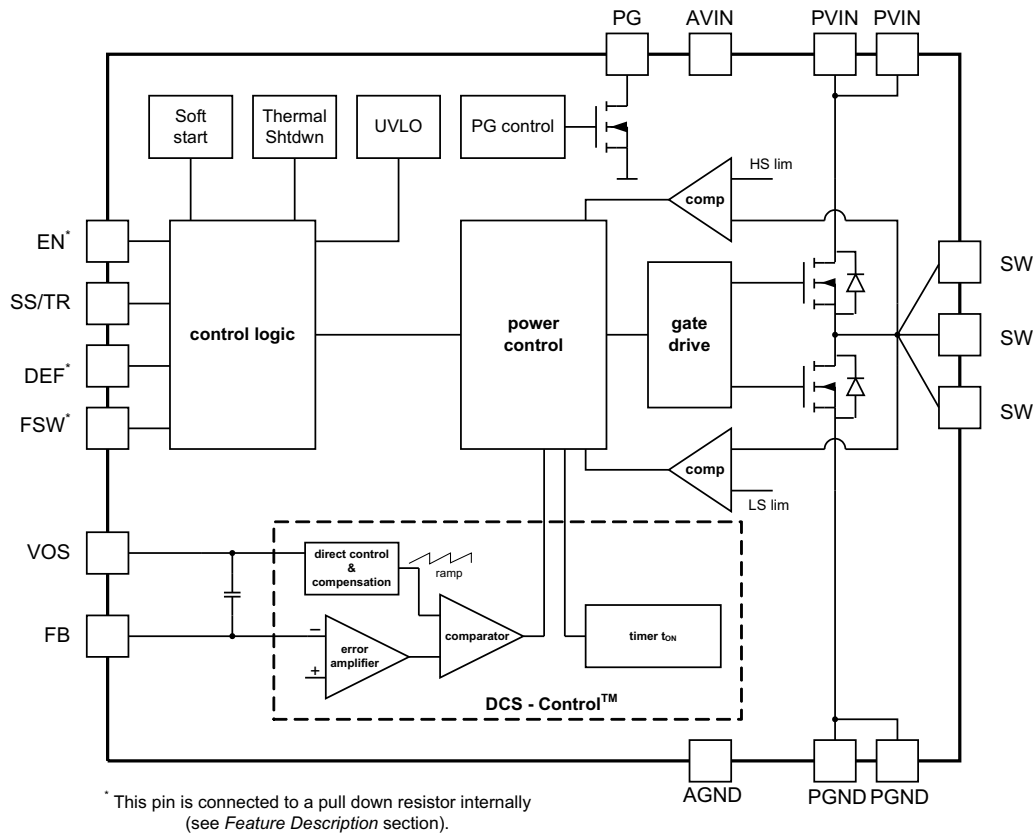 PG
AVIN
PVIN
PVIN
Soft
start
Thermal
Shtdwn
UVLO
PG control
HS lim
comp
EN*
SS/TR
DEF*
FSW*
control logic
power
control
gate
drive
SW
SW
SW
comp
LS lim
VOS
FB
direct control
&
compensation
ramp
−
+
error
amplifier
comparator
timer tON
DCS - Control™
AGND
PGND
PGND
* This pin is connected to a pull down resistor internally
(see Feature Description section).